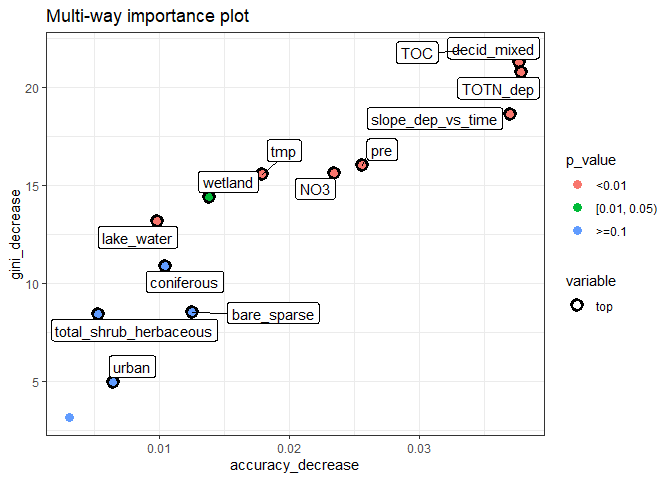 Multi-way importance plot
TOC
decid_mixed
20
TOTN_dep
slope_dep_vs_time
tmp
pre
p_value
wetland
NO3
<0.01
15
[0.01, 0.05)
gini_decrease
>=0.1
lake_water
coniferous
variable
10
top
bare_sparse
total_shrub_herbaceous
urban
5
0.01
0.02
0.03
accuracy_decrease